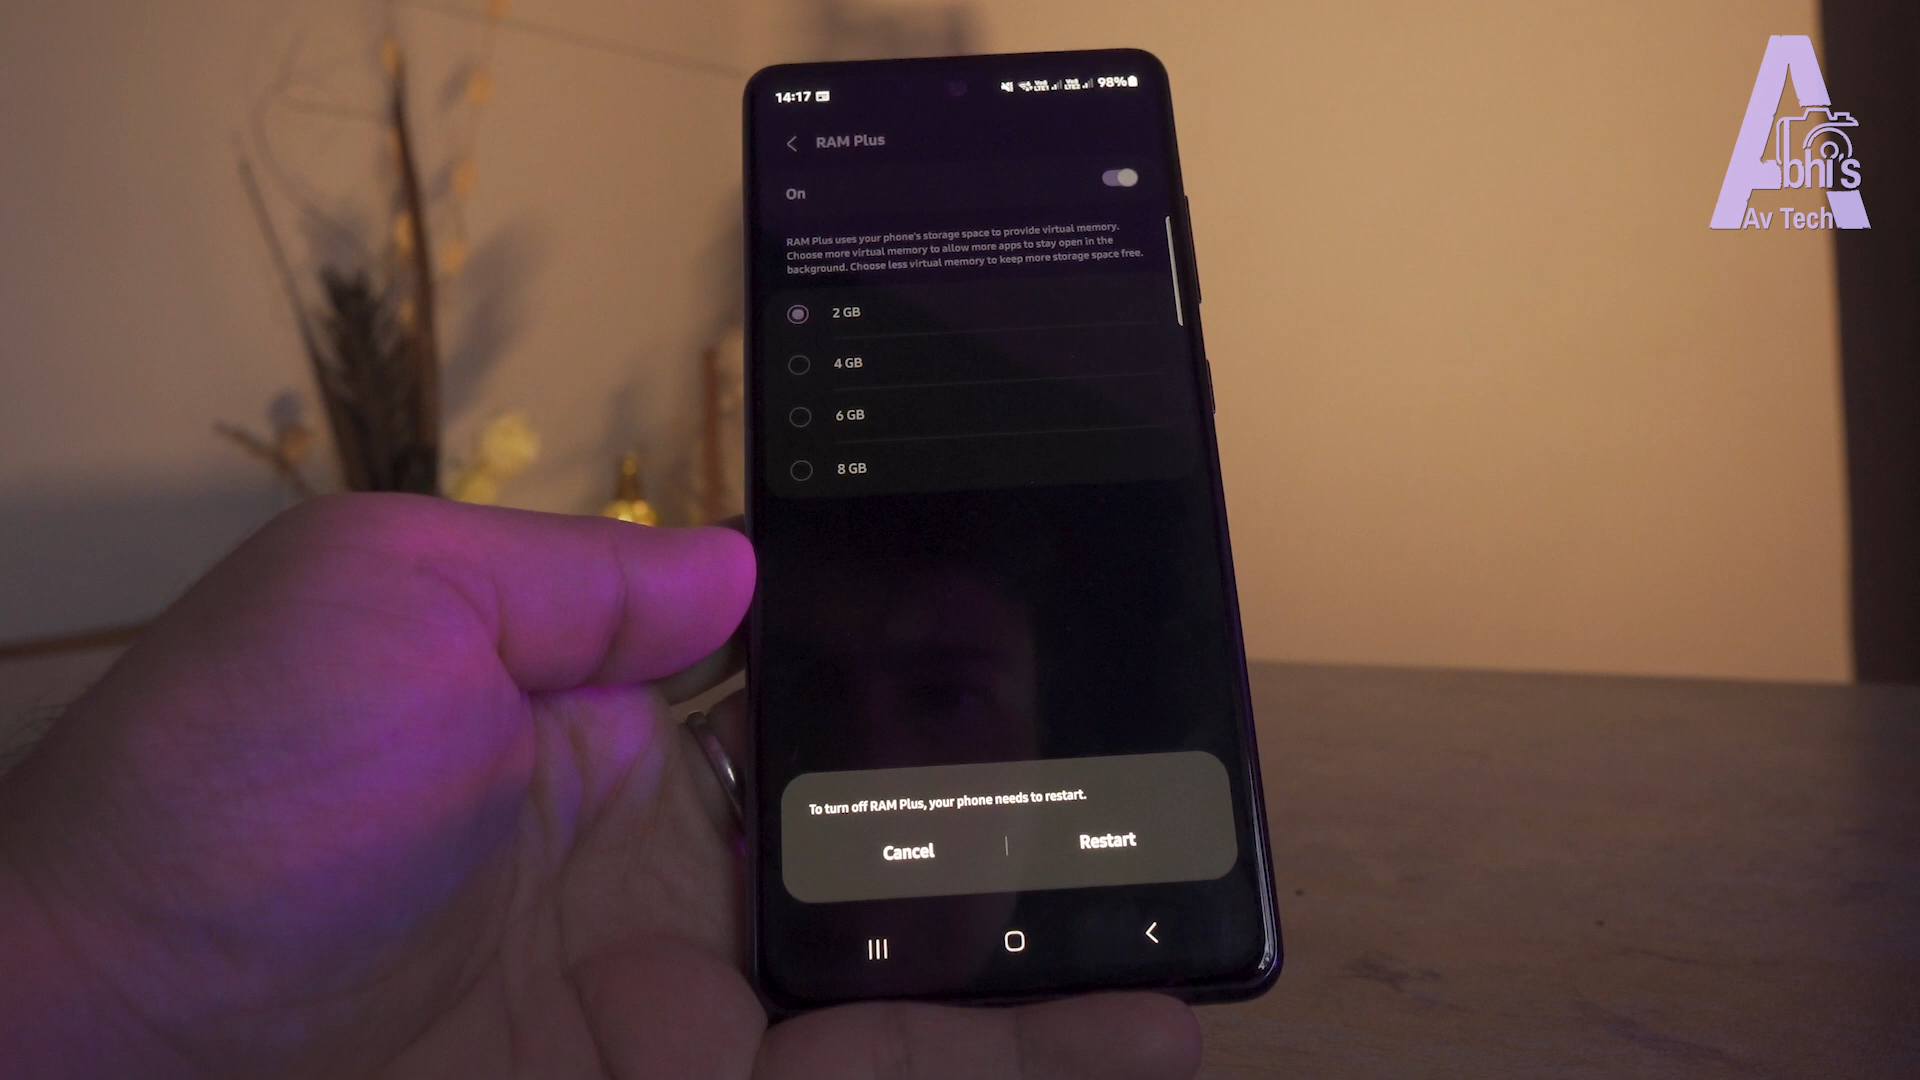 14:17
98%
RAM Plus
On
RAM Plus uses your phone's storage space to provide virtual memory.
Choose more virtual memory to allow more apps to stay open in the
background. Choose less virtual memory to keep more storage space free.
2 GB
4 GB
6 GB
8 GB
To turn off RAM Plus, your phone needs to restart.
Cancel
Restart
Abhi's
Av Tech